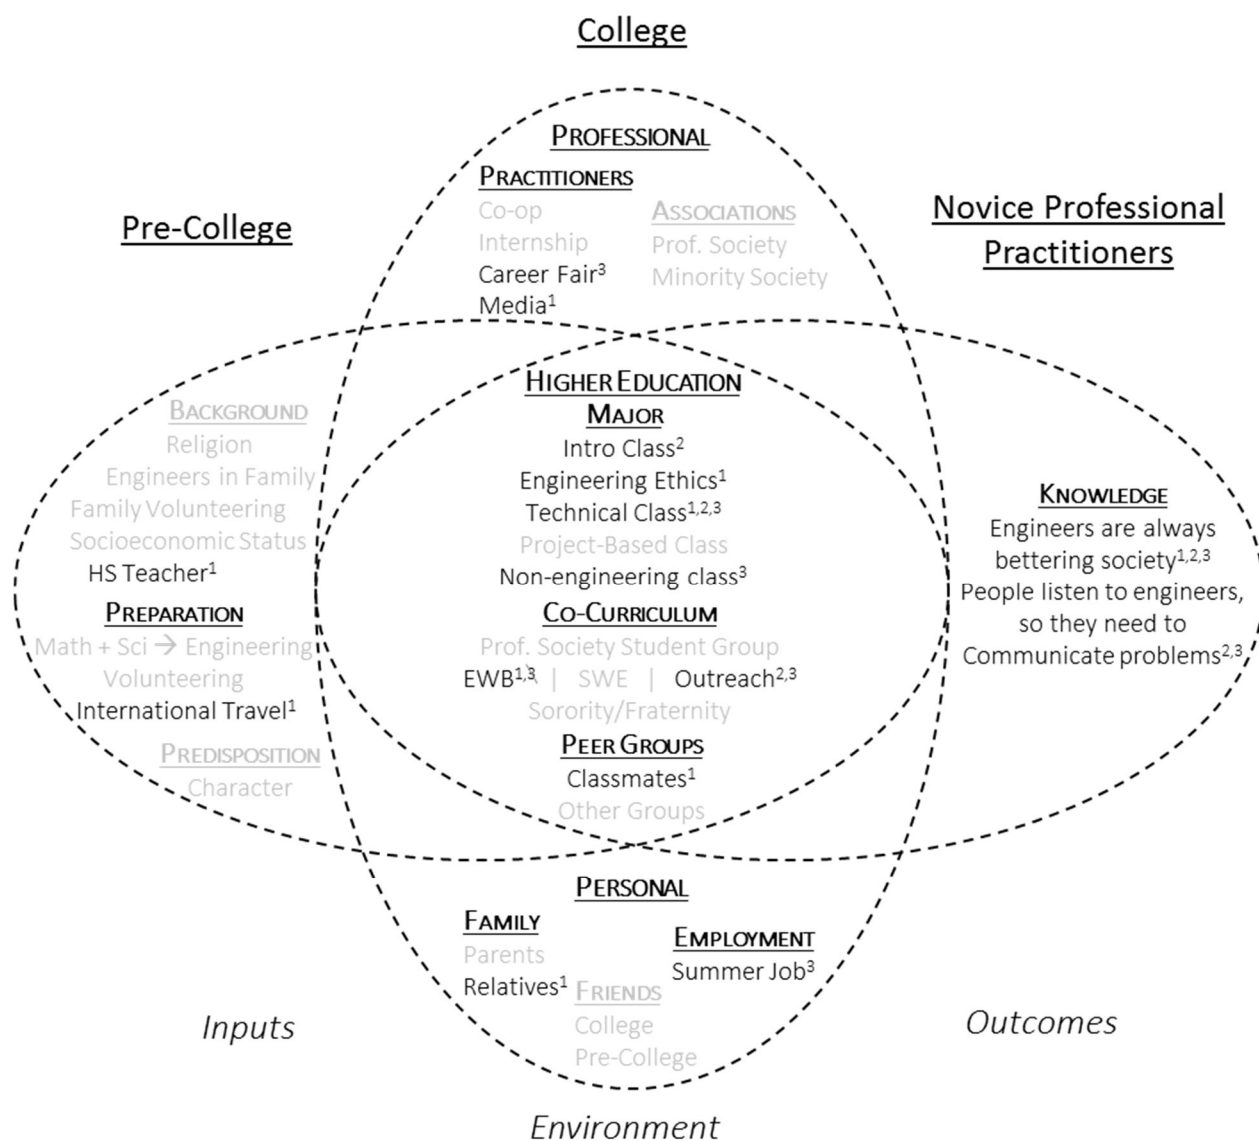 College
Pre-College
Novice Professional
Practitioners
PROFESSIONAL
PRACTITIONERS
Co-op
Internship
Career Fair³
Media¹
ASSOCIATIONS
Prof. Society
Minority Society
BACKGROUND
Religion
Engineers in Family
Family Volunteering
Socioeconomic Status
HS Teacher¹
PREPARATION
Math + Sci → Engineering
Volunteering
International Travel¹
PREDISPOSITION
Character
HIGHER EDUCATION
MAJOR
Intro Class²
Engineering Ethics¹
Technical Class¹,²,³
Project-Based Class
Non-engineering class³
CO-CURRICULUM
Prof. Society Student Group
EWB¹,³ | SWE | Outreach²,³
Sorority/Fraternity
PEER GROUPS
Classmates¹
Other Groups
KNOWLEDGE
Engineers are always
bettering society¹,²,³
People listen to engineers,
so they need to
Communicate problems²,³
PERSONAL
FAMILY
Parents
Relatives¹
EMPLOYMENT
Summer Job³
FRIENDS
College
Pre-College
Inputs
Outcomes
Environment